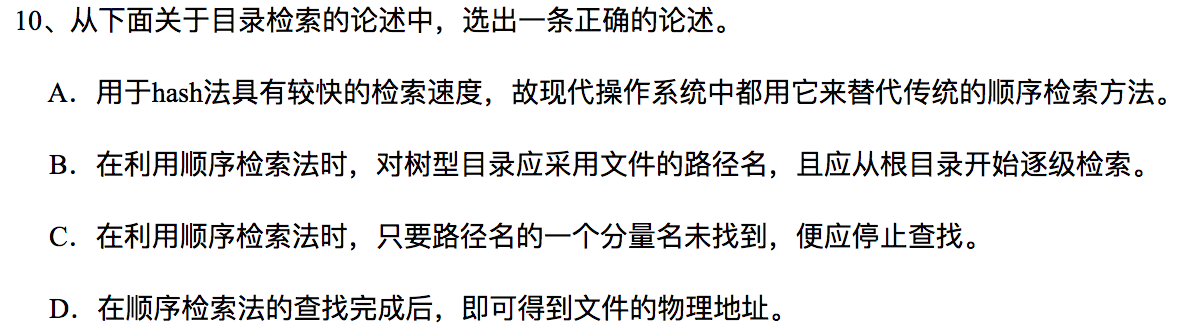 10、从下面关于目录检索的论述中，选出一条正确的论述。
A．用于hash法具有较快的检索速度，故现代操作系统中都用它来替代传统的顺序检索方法。
B．在利用顺序检索法时，对树型目录应采用文件的路径名，且应从根目录开始逐级检索。
C．在利用顺序检索法时，只要路径名的一个分量名未找到，便应停止查找。
D．在顺序检索法的查找完成后，即可得到文件的物理地址。